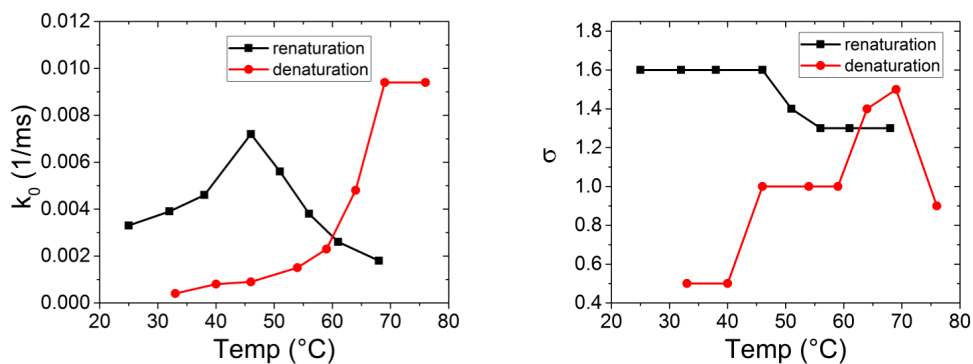 0.012
0.010
0.008
0.006
0.004
0.002
0.000
k₀ (1/ms)
renaturation
denaturation
20 30 40 50 60 70 80
Temp (°C)
1.8
1.6
1.4
1.2
1.0
0.8
0.6
0.4
σ
renaturation
denaturation
20 30 40 50 60 70 80
Temp (°C)